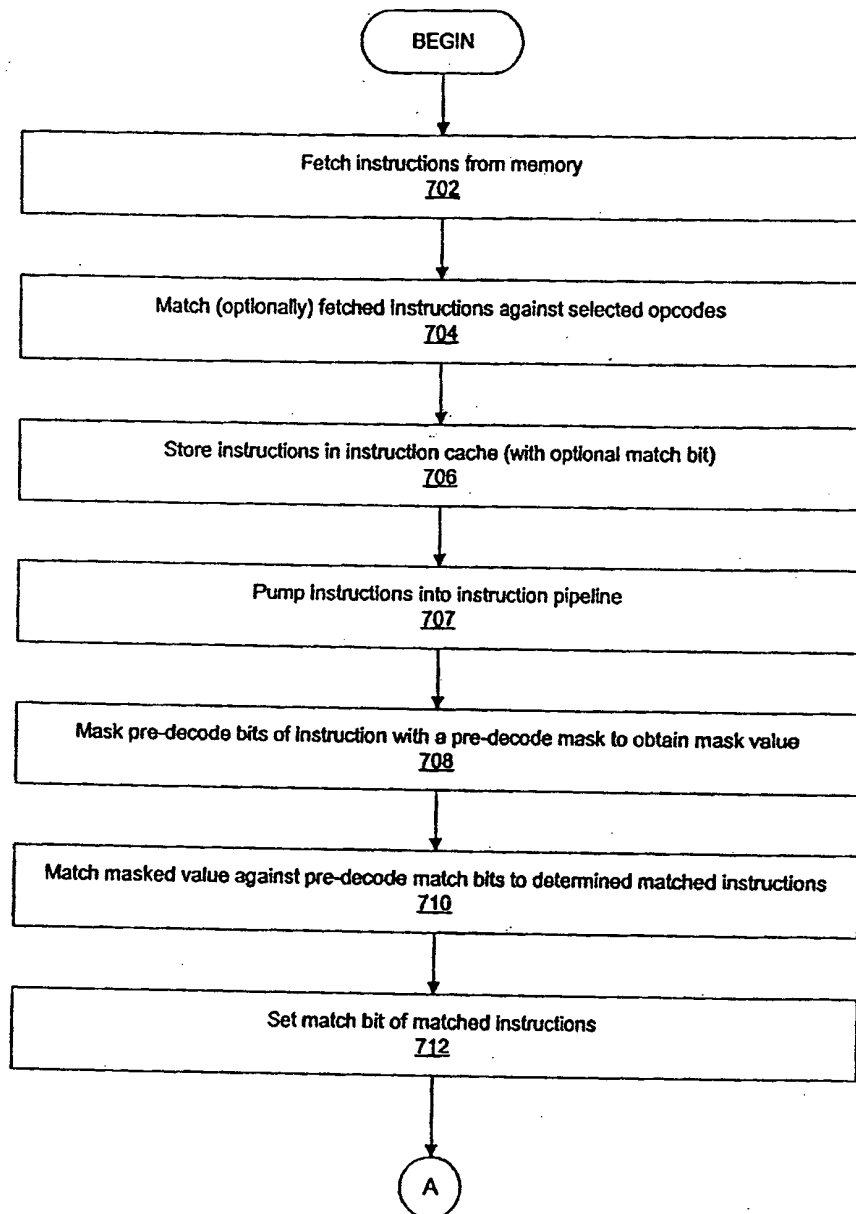 BEGIN
Fetch instructions from memory
702
Match (optionally) fetched instructions against selected opcodes
704
Store instructions in instruction cache (with optional match bit)
706
Pump instructions into instruction pipeline
707
Mask pre-decode bits of instruction with a pre-decode mask to obtain mask value
708
Match masked value against pre-decode match bits to determined matched instructions
710
Set match bit of matched instructions
712
A